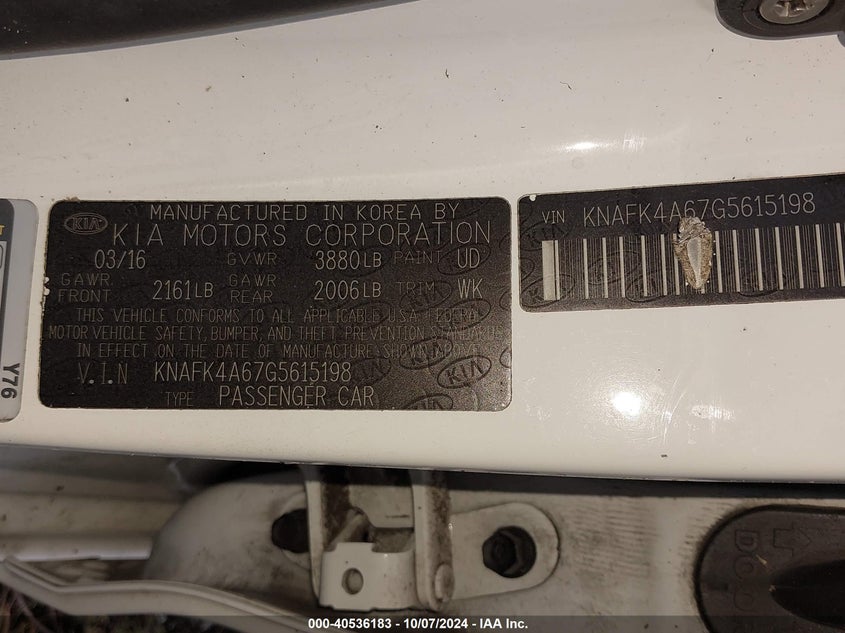 MANUFACTURED IN KOREA BY
KIA
KIA MOTORS CORPORATION
03/16 GVWR 3880LB PAINT UD
GAWR FRONT 2161LB GAWR REAR 2006LB TRIM WK
THIS VEHICLE CONFORMS TO ALL APPLICABLE U.S.A FEDERAL
MOTOR VEHICLE SAFETY, BUMPER, AND THEFT PREVENTION STANDARDS
IN EFFECT ON THE DATE OF MANUFACTURE SHOWN ABOVE
V.I.N KNAFK4A67G5615198
TYPE PASSENGER CAR
VIN KNAFK4A67G5615198
Y76
000-40536183 - 10/07/2024 - IAA Inc.